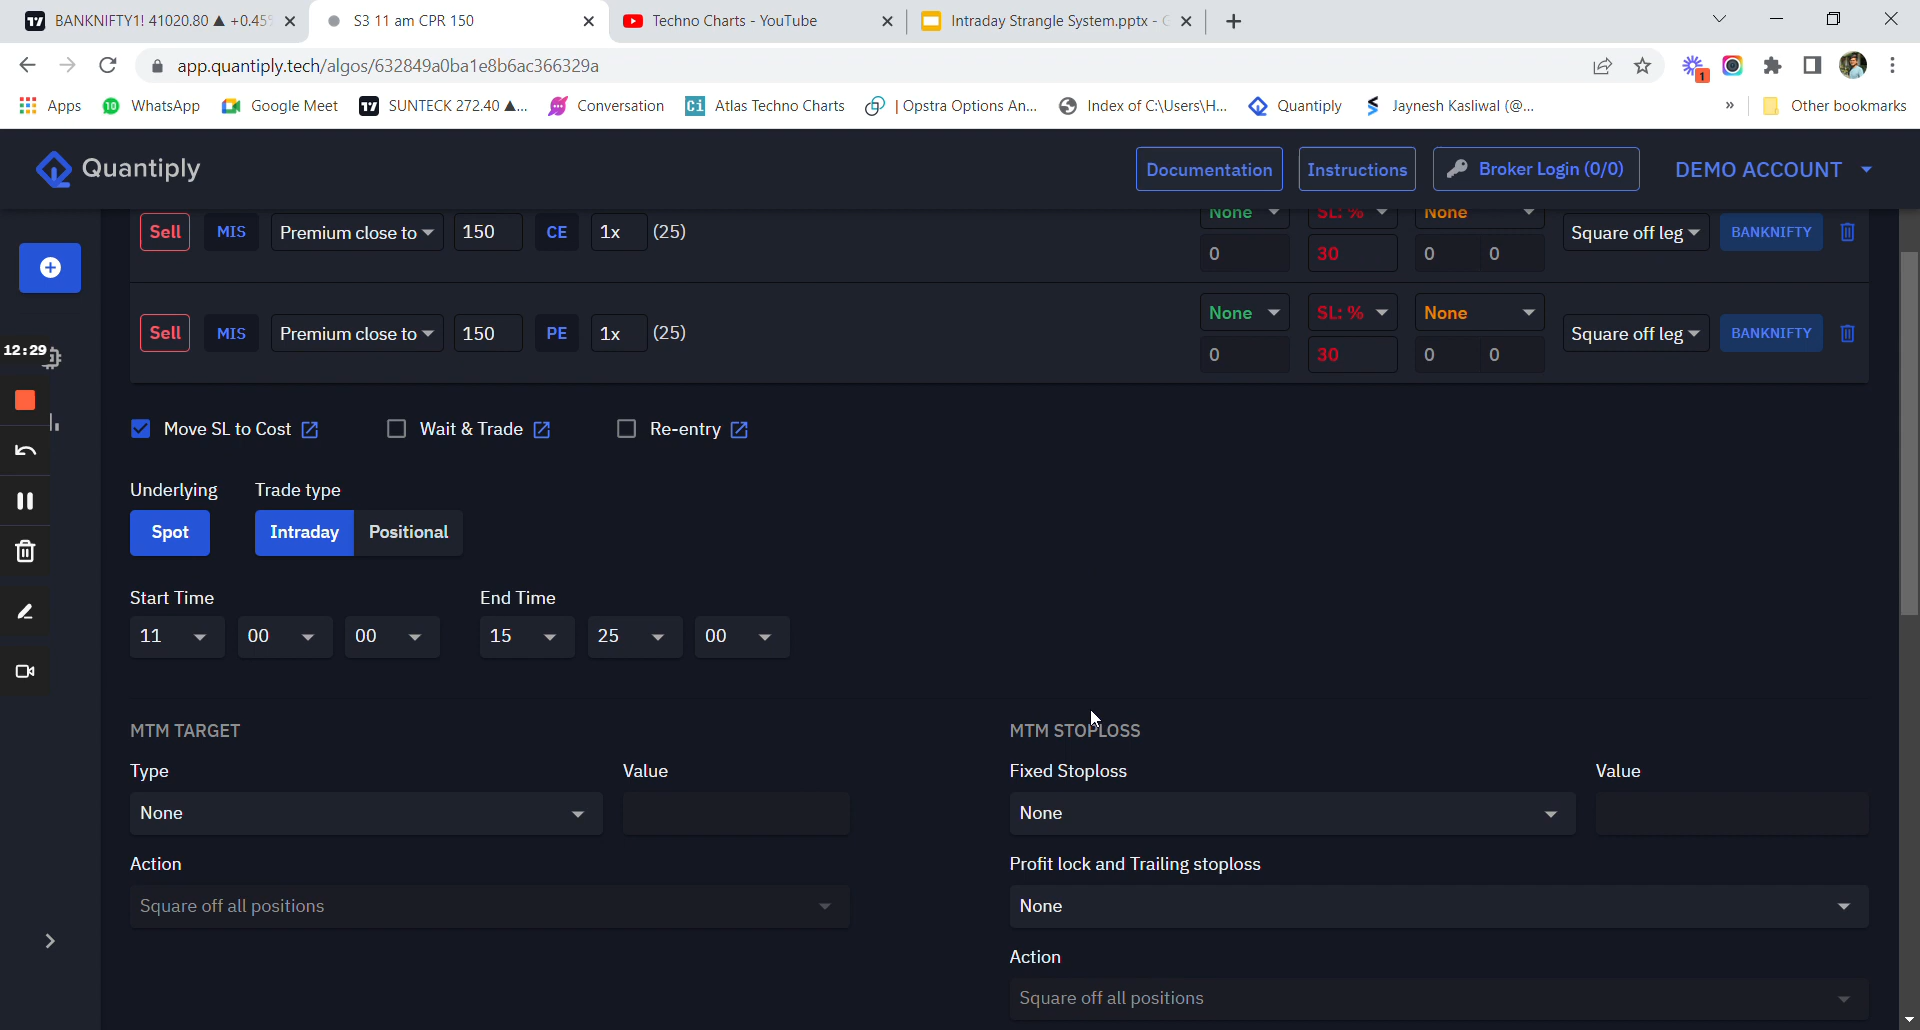 BANKNIFTY1! 41020.80 ▲ +0.45%
S3 11 am CPR 150
Techno Charts - YouTube
Intraday Strangle System.pptx - G
app.quantiply.tech/algos/632849a0ba1e8b6ac366329a
1
Apps
10
WhatsApp
Google Meet
SUNTECK 272.40 ▲...
Conversation
Ci
Atlas Techno Charts
| Opstra Options An...
Index of C:\Users\H...
Quantiply
Jaynesh Kasliwal (@...
»
Other bookmarks
Quantiply
Documentation
Instructions
Broker Login (0/0)
DEMO ACCOUNT
Sell MIS Premium close to 150 CE 1x (25)
None SL: % None
0 30 0 0
Square off leg BANKNIFTY
Sell MIS Premium close to 150 PE 1x (25)
None SL: % None
0 30 0 0
Square off leg BANKNIFTY
12:29
Move SL to Cost Wait & Trade Re-entry
Underlying Trade type
Spot Intraday Positional
Start Time End Time
11 00 00 15 25 00
MTM TARGET
Type Value
None
Action
Square off all positions
MTM STOPLOSS
Fixed Stoploss Value
None
Profit lock and Trailing stoploss
None
Action
Square off all positions